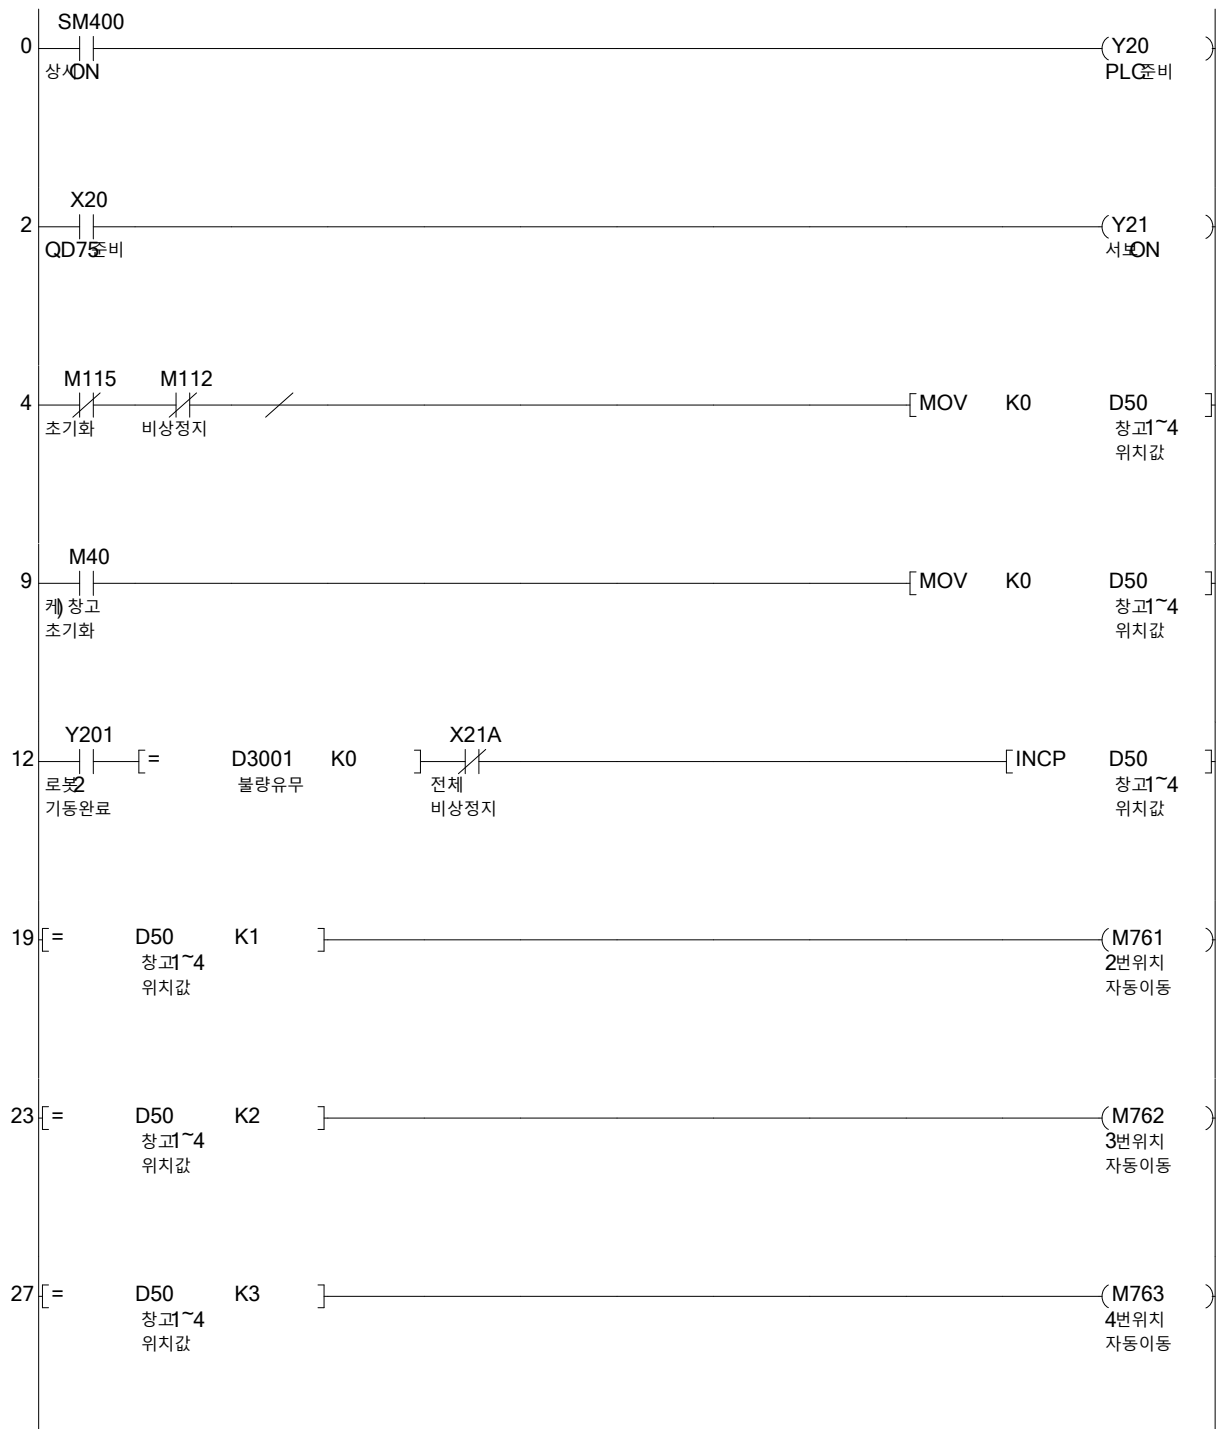 SM400
0 Y20
상시ON PLC준비
X20
2 Y21
QD75준비 서보ON
M115 M112
4 MOV K0 D50
초기화 비상정지 창고1~4
위치값
M40
9 MOV K0 D50
창고 창고1~4
초기화 위치값
Y201 X21A
12 = D3001 K0 INCP D50
로봇2 불량유무 전체 창고1~4
기동완료 비상정지 위치값
19 = D50 K1 M761
창고1~4 2번위치
위치값 자동이동
23 = D50 K2 M762
창고1~4 3번위치
위치값 자동이동
27 = D50 K3 M763
창고1~4 4번위치
위치값 자동이동